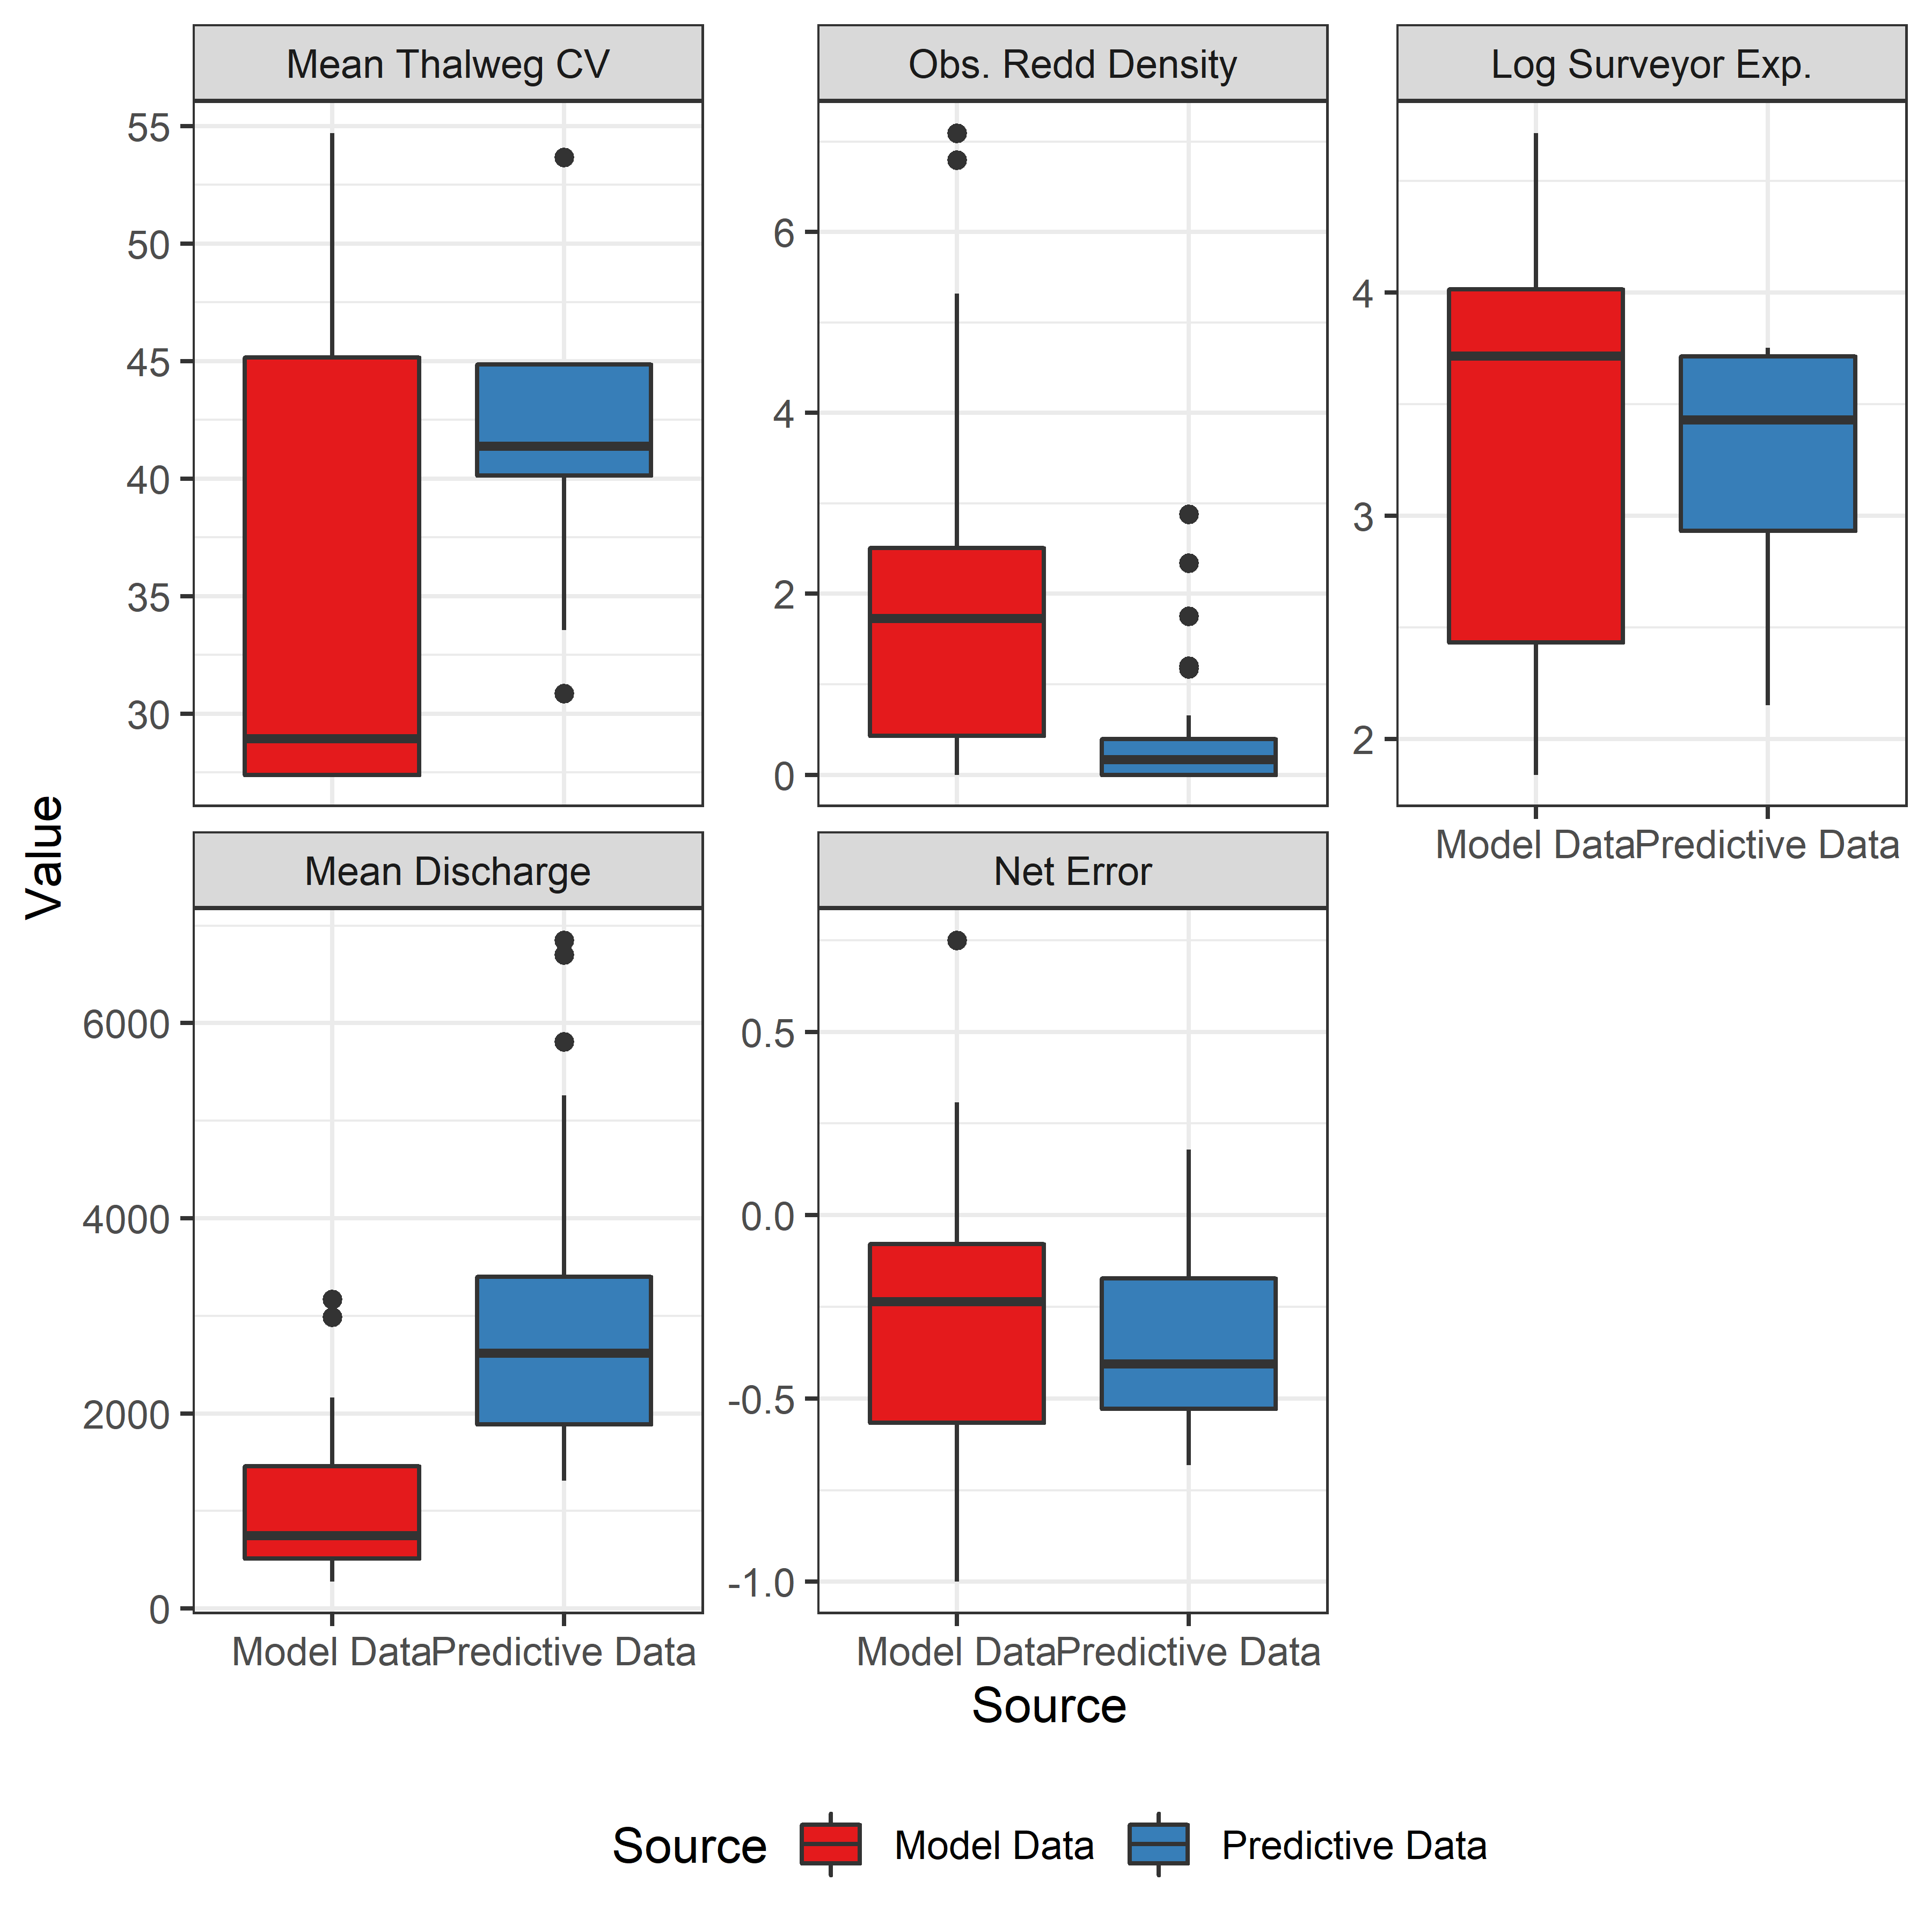 Mean Thalweg CV
Obs. Redd Density
Log Surveyor Exp.
55
50
45
40
35
30
6
4
2
0
4
3
2
Model Data
Predictive Data
Value
Mean Discharge
Net Error
6000
4000
2000
0
0.5
0.0
-0.5
-1.0
Model Data
Predictive Data
Model Data
Predictive Data
Source
Source
Model Data
Predictive Data